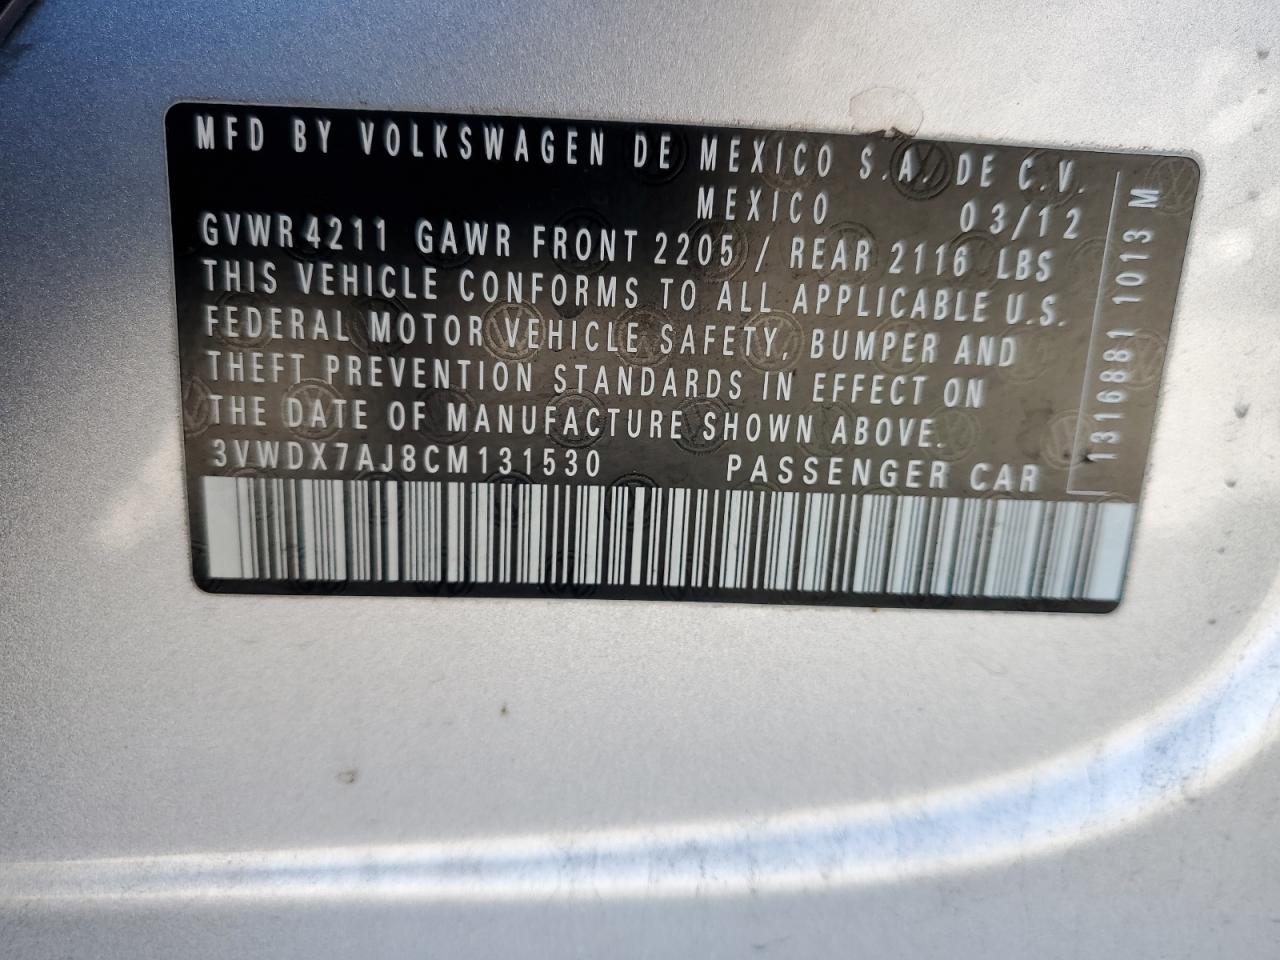 MFD BY VOLKSWAGEN DE MEXICO S.A. DE C.V.
MEXICO 03/12
GVWR 4211 GAWR FRONT 2205 / REAR 2116 LBS
THIS VEHICLE CONFORMS TO ALL APPLICABLE U.S.
FEDERAL MOTOR VEHICLE SAFETY, BUMPER AND
THEFT PREVENTION STANDARDS IN EFFECT ON
THE DATE OF MANUFACTURE SHOWN ABOVE.
3VWDX7AJ8CM131530 PASSENGER CAR
1316881 1013 M